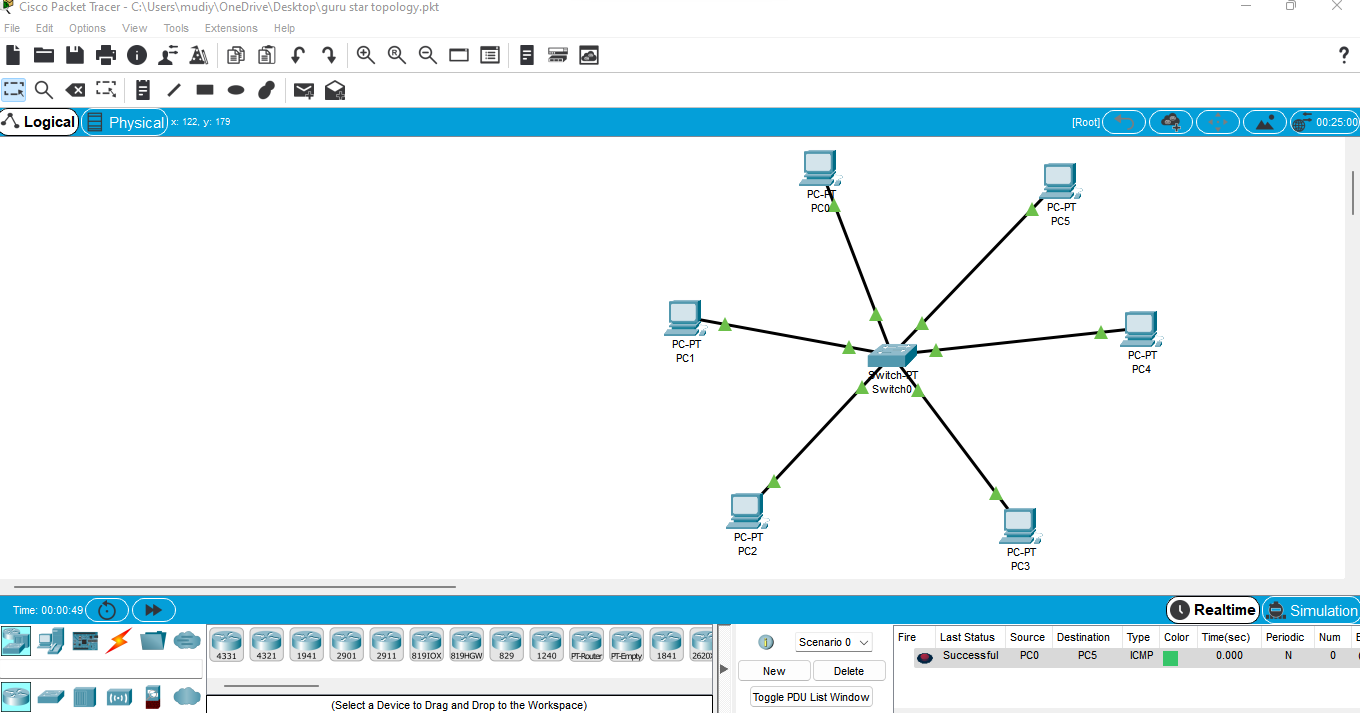 Cisco Packet Tracer - C:\Users\mudiy\OneDrive\Desktop\guru star topology.pkt
File Edit Options View Tools Extensions Help
?
Logical Physical x: 122, y: 179 [Root] 00:25:00
PC-PT
PC0
PC-PT
PC5
PC-PT
PC1
PC-PT
PC4
Switch-PT
Switch0
PC-PT
PC2
PC-PT
PC3
Time: 00:00:49 Realtime Simulation
4331 4321 1941 2901 2911 819IOX 819HGW 829 1240 PT-Router PT-Empty 1841 2620X
(Select a Device to Drag and Drop to the Workspace)
Scenario 0
New Delete
Toggle PDU List Window
Fire Last Status Source Destination Type Color Time(sec) Periodic Num E
Successful PC0 PC5 ICMP 0.000 N 0